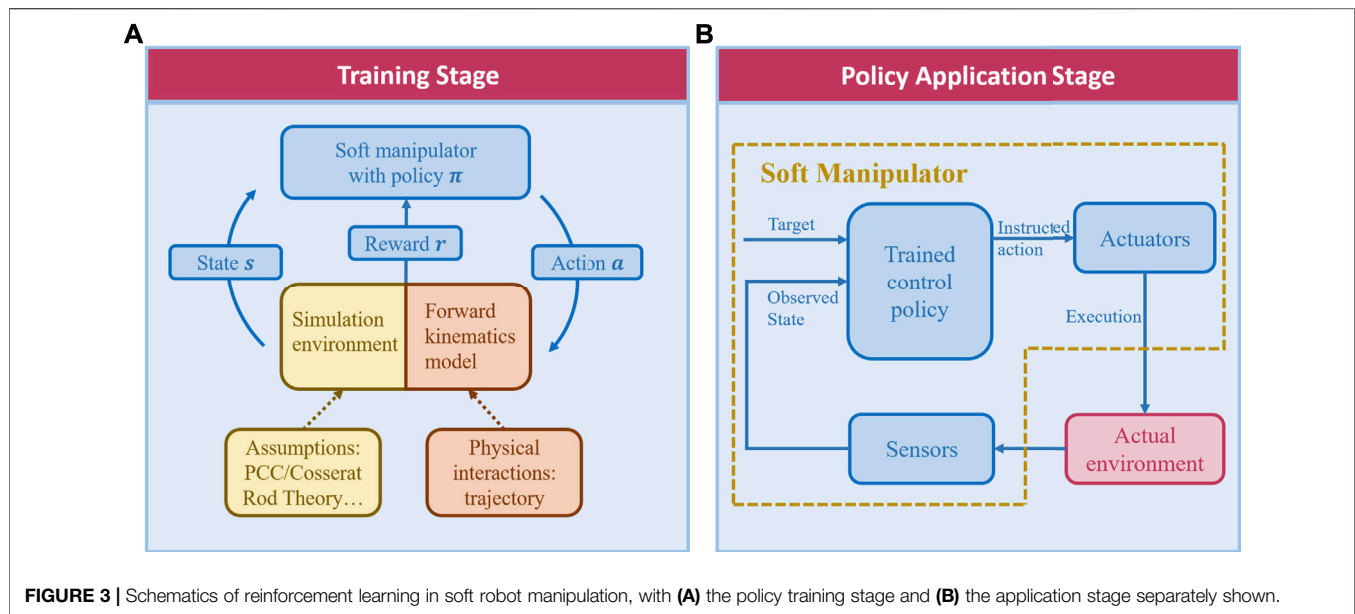 A
Training Stage
Soft manipulator
with policy π
State s
Reward r
Action a
Simulation
environment
Forward
kinematics
model
Assumptions:
PCC/Cosserat
Rod Theory…
Physical
interactions:
trajectory
B
Policy Application Stage
Soft Manipulator
Target
Observed
State
Trained
control
policy
Instructed
action
Actuators
Execution
Sensors
Actual
environment
FIGURE 3 | Schematics of reinforcement learning in soft robot manipulation, with (A) the policy training stage and (B) the application stage separately shown.